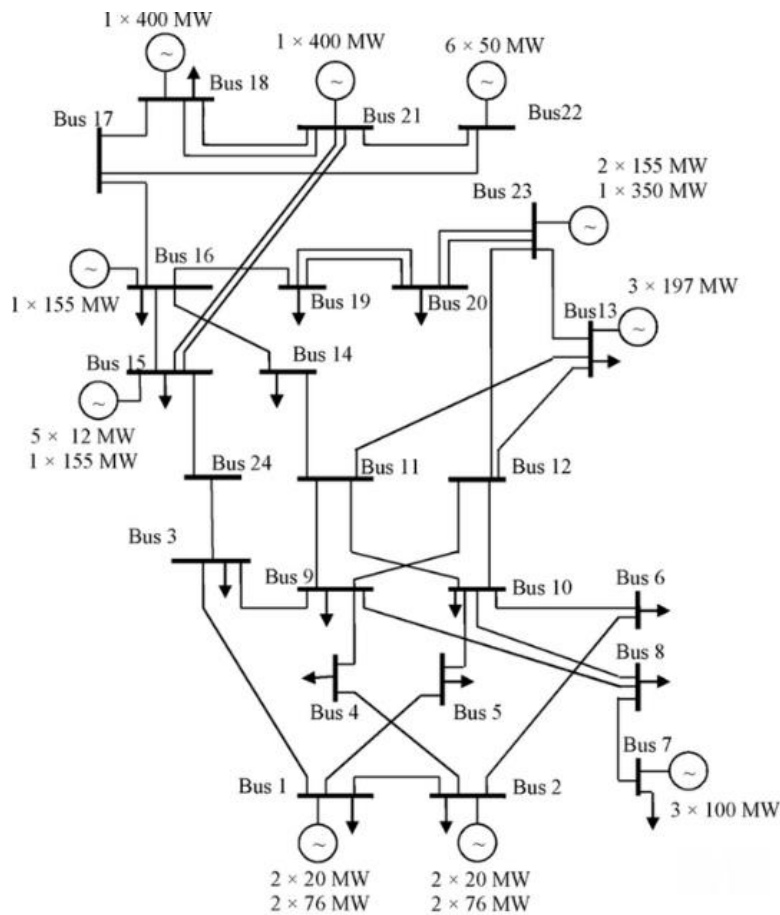 1 × 400 MW
1 × 400 MW
6 × 50 MW
Bus 18
Bus 17
Bus 21
Bus22
2 × 155 MW
1 × 350 MW
Bus 23
Bus 16
1 × 155 MW
Bus 19
Bus 20
3 × 197 MW
Bus13
Bus 15
Bus 14
5 × 12 MW
1 × 155 MW
Bus 24
Bus 11
Bus 12
Bus 3
Bus 9
Bus 10
Bus 6
Bus 8
Bus 4
Bus 5
Bus 7
3 × 100 MW
Bus 1
Bus 2
2 × 20 MW
2 × 76 MW
2 × 20 MW
2 × 76 MW